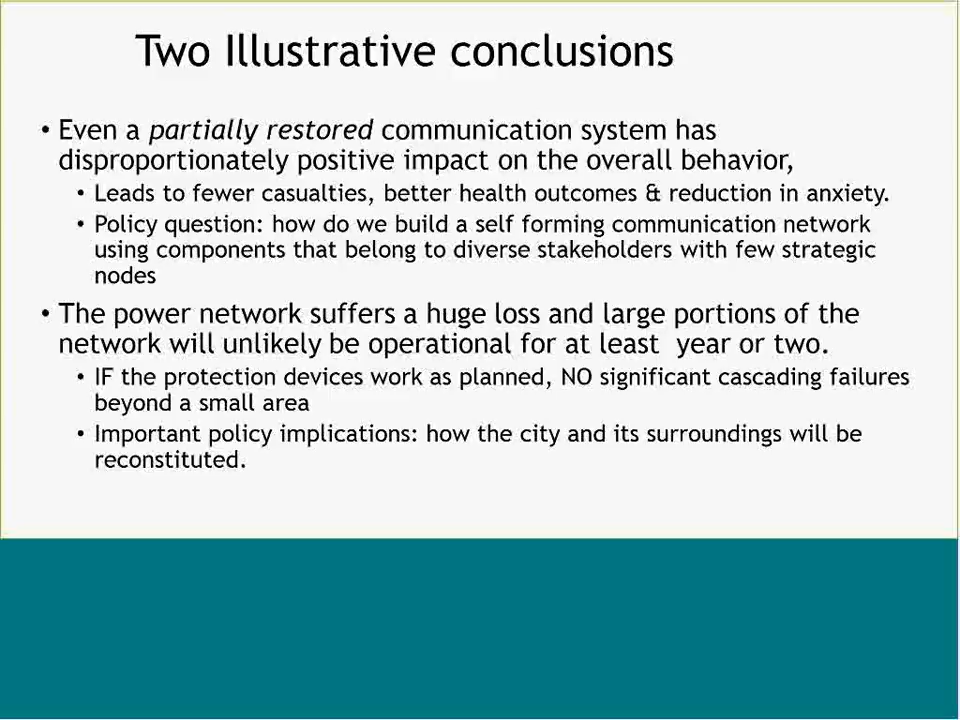 Two Illustrative conclusions
• Even a partially restored communication system has
disproportionately positive impact on the overall behavior,
• Leads to fewer casualties, better health outcomes & reduction in anxiety.
• Policy question: how do we build a self forming communication network
using components that belong to diverse stakeholders with few strategic
nodes
• The power network suffers a huge loss and large portions of the
network will unlikely be operational for at least  year or two.
• IF the protection devices work as planned, NO significant cascading failures
beyond a small area
• Important policy implications: how the city and its surroundings will be
reconstituted.